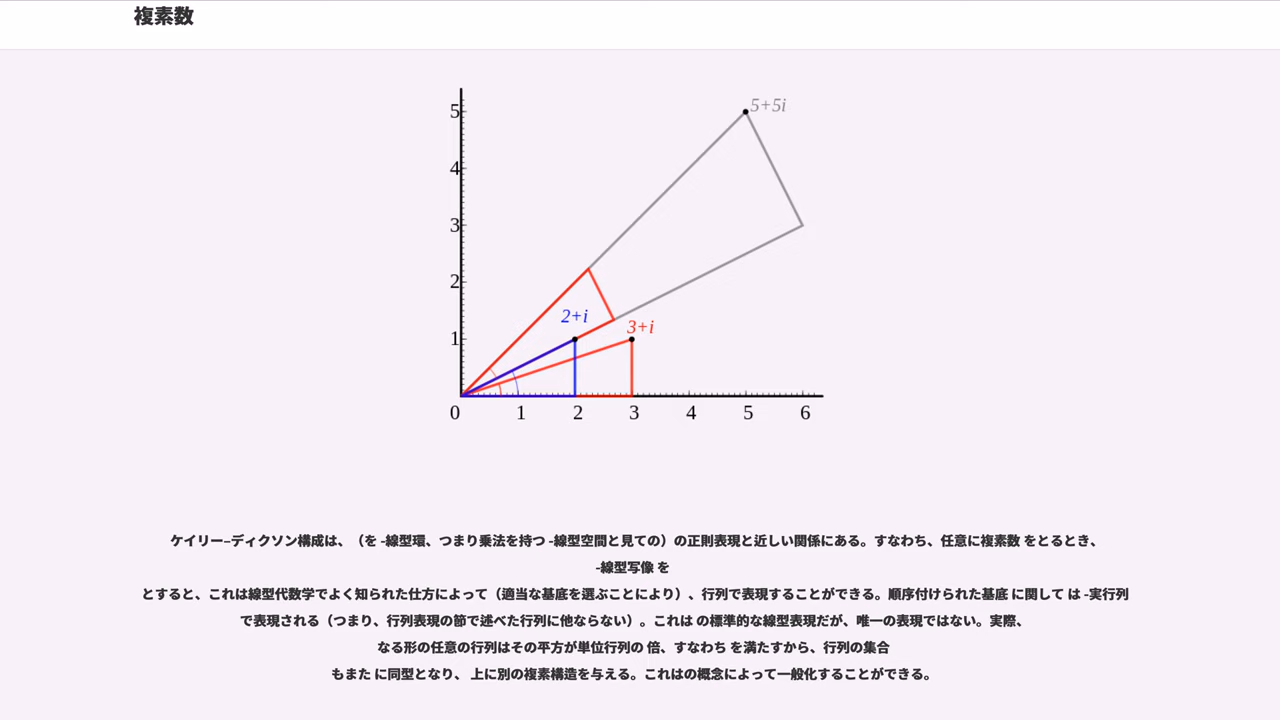 複素数
5+5i
5
4
3
2
2+i
3+i
1
0 1 2 3 4 5 6
ケイリー–ディクソン構成は、（を -線型環、つまり乗法を持つ -線型空間と見ての）の正則表現と近しい関係にある。すなわち、任意に複素数 をとるとき、
-線型写像 を
とすると、これは線型代数学でよく知られた仕方によって（適当な基底を選ぶことにより）、行列で表現することができる。順序付けられた基底 に関して は -実行列
で表現される（つまり、行列表現の節で述べた行列に他ならない）。これは の標準的な線型表現だが、唯一の表現ではない。実際、
なる形の任意の行列はその平方が単位行列の 倍、すなわち を満たすから、行列の集合
もまた に同型となり、 上に別の複素構造を与える。これはの概念によって一般化することができる。